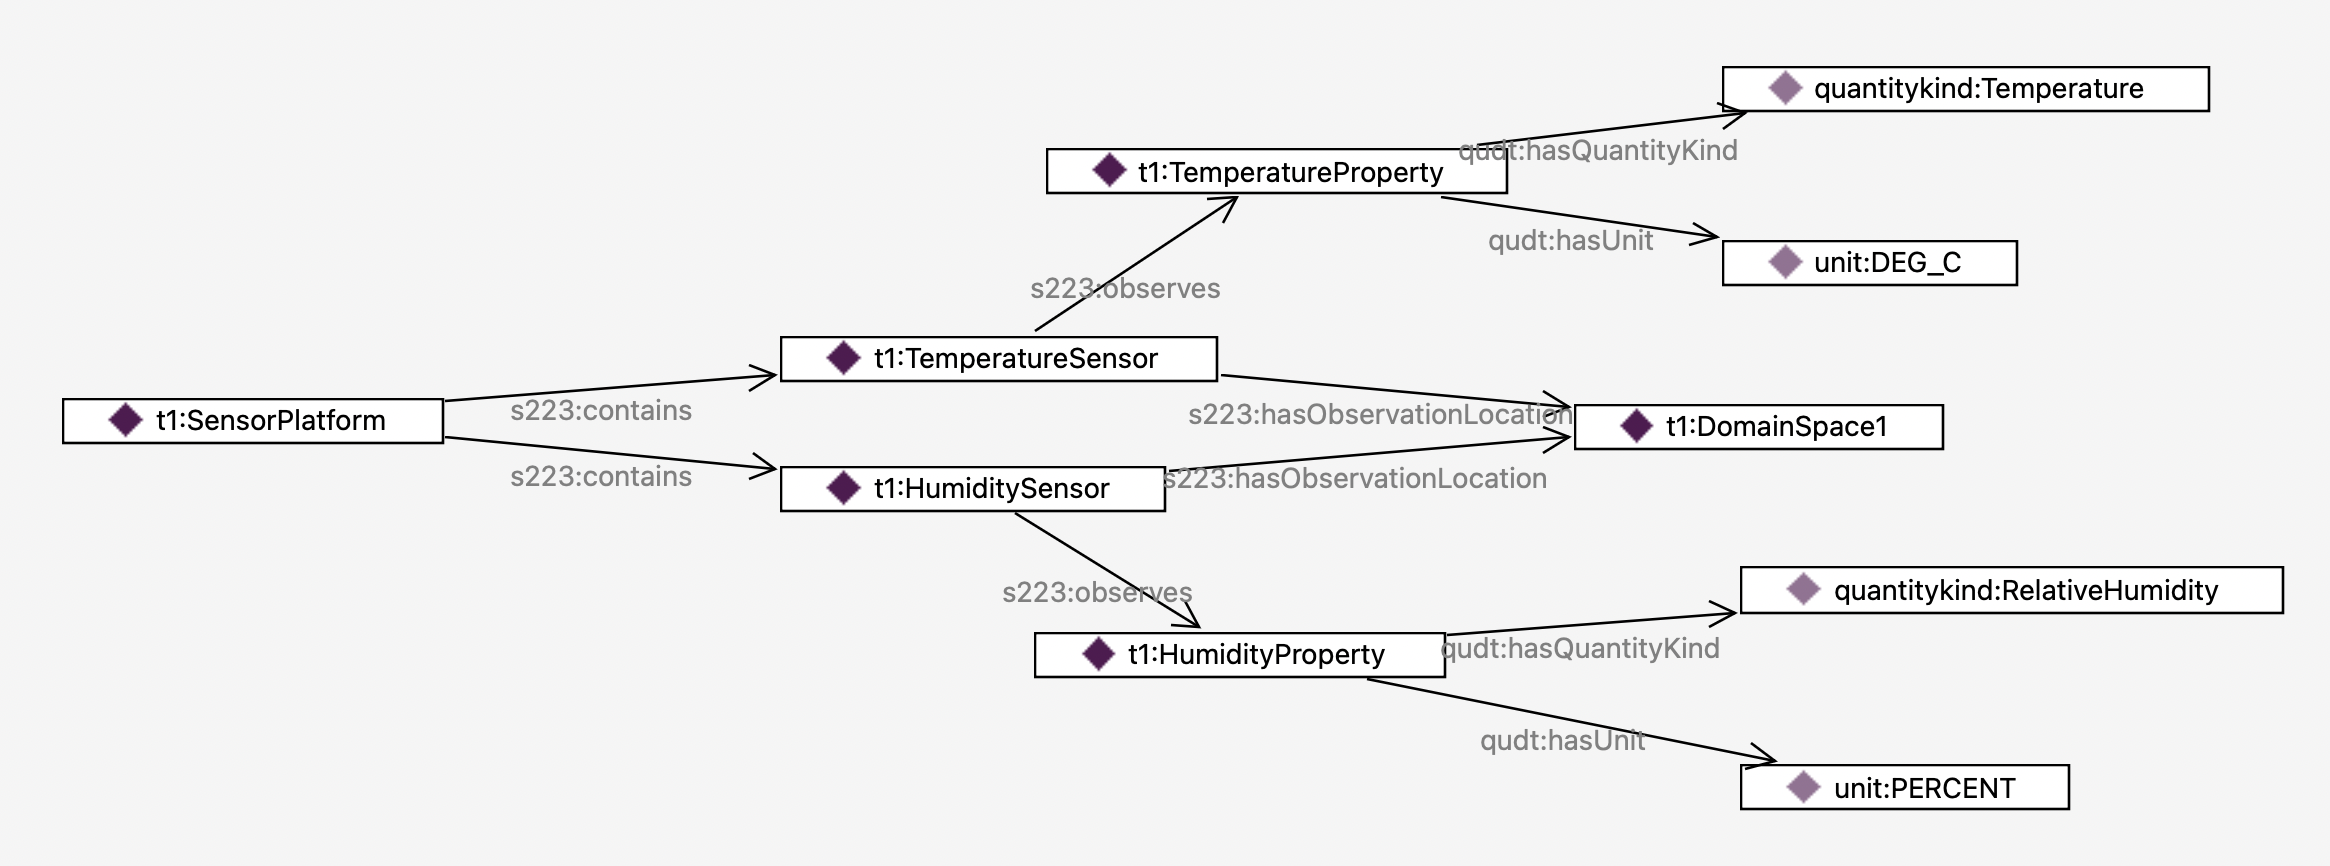 quantitykind:Temperature
qudt:hasQuantityKind
t1:TemperatureProperty
qudt:hasUnit
unit:DEG_C
s223:observes
t1:TemperatureSensor
s223:contains
s223:hasObservationLocation
t1:SensorPlatform
t1:DomainSpace1
s223:contains
t1:HumiditySensor
s223:hasObservationLocation
s223:observes
quantitykind:RelativeHumidity
t1:HumidityProperty
qudt:hasQuantityKind
qudt:hasUnit
unit:PERCENT